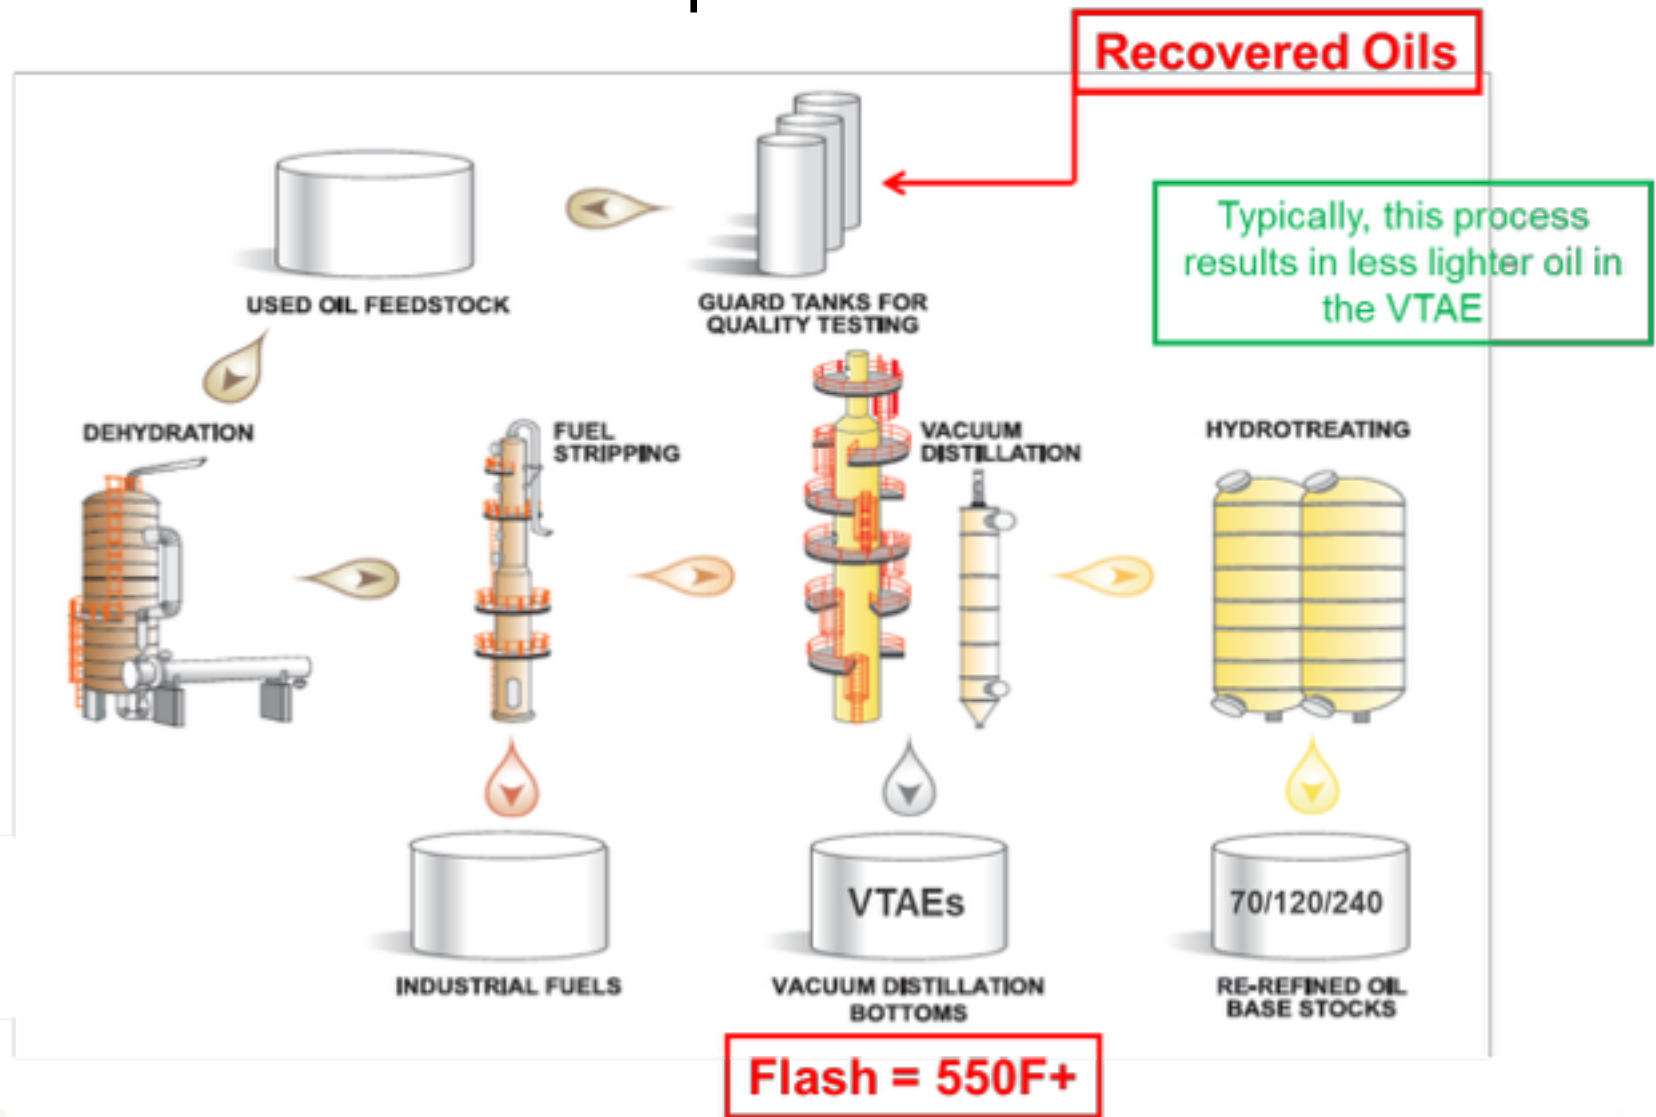 Recovered Oils
Typically, this process
results in less lighter oil in
the VTAE
USED OIL FEEDSTOCK
GUARD TANKS FOR
QUALITY TESTING
DEHYDRATION
FUEL
STRIPPING
VACUUM
DISTILLATION
HYDROTREATING
VTAEs
70/120/240
INDUSTRIAL FUELS
VACUUM DISTILLATION
BOTTOMS
RE-REFINED OIL
BASE STOCKS
Flash = 550F+